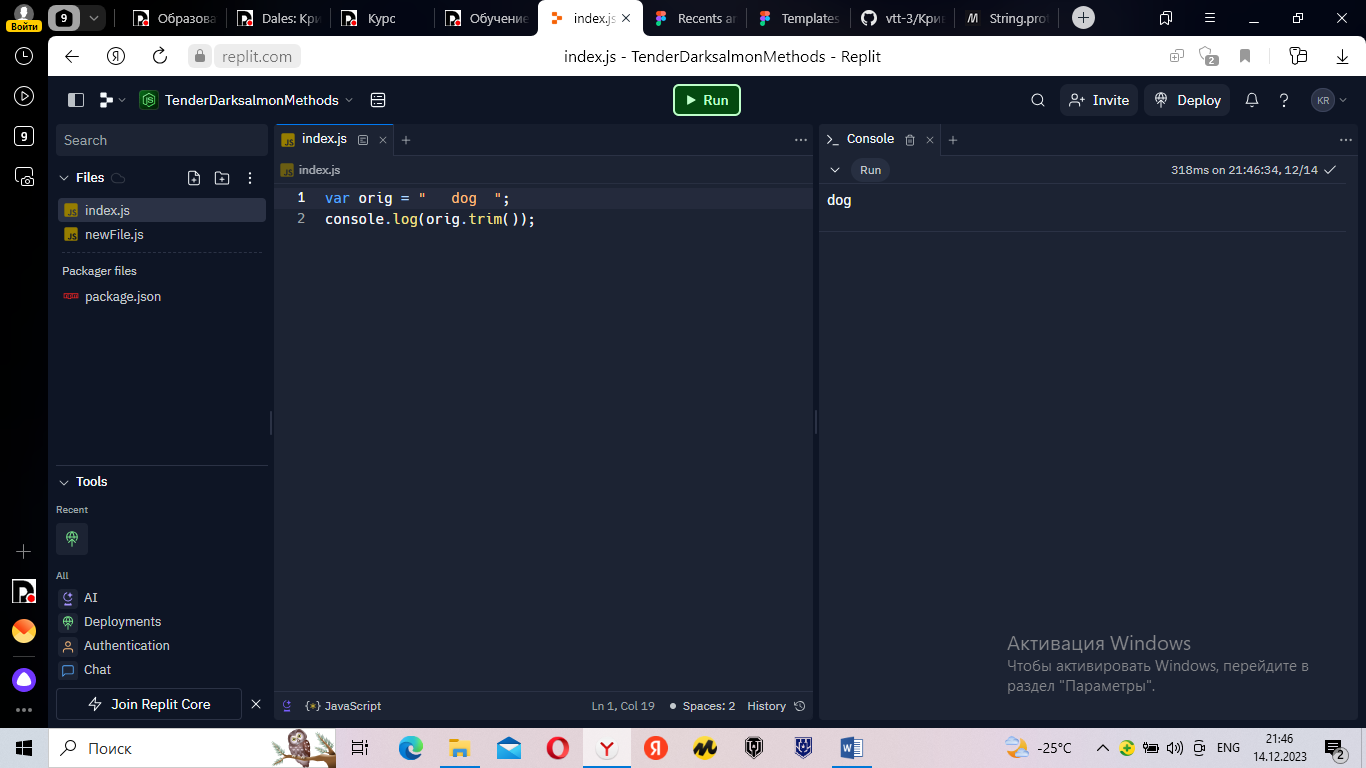 Войти
9
Образова
Dales: Кри
Курс
Обучение
index.js
Recents an
Templates
vtt-3/Крив
M String.prot
Я
replit.com
index.js - TenderDarksalmonMethods - Replit
2
TenderDarksalmonMethods
Run
Invite
Deploy
?
KR
9
Search
Files
index.js
newFile.js
Packager files
package.json
Tools
Recent
All
AI
Deployments
Authentication
Chat
Join Replit Core
index.js
index.js
1 var orig = "   dog  ";
2 console.log(orig.trim());
JavaScript
Ln 1, Col 19
Spaces: 2
History
Console
Run
318ms on 21:46:34, 12/14
dog
Активация Windows
Чтобы активировать Windows, перейдите в
раздел "Параметры".
Поиск
-25°C
ENG
21:46
14.12.2023
2